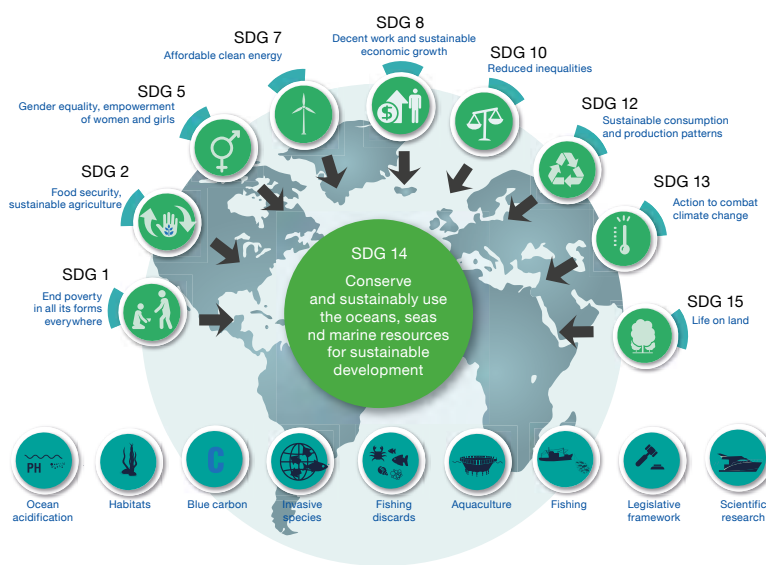 SDG 8
Decent work and sustainable
economic growth
SDG 7
Affordable clean energy
SDG 10
Reduced inequalities
SDG 5
Gender equality, empowerment
of women and girls
SDG 12
Sustainable consumption
and production patterns
SDG 2
Food security,
sustainable agriculture
SDG 13
Action to combat
climate change
SDG 1
End poverty
in all its forms
everywhere
SDG 15
Life on land
SDG 14
Conserve
and sustainably use
the oceans, seas
nd marine resources
for sustainable
development
$
PH
C
Ocean
acidification
Habitats
Blue carbon
Invasive
species
Fishing
discards
Aquaculture
Fishing
Legislative
framework
Scientific
research